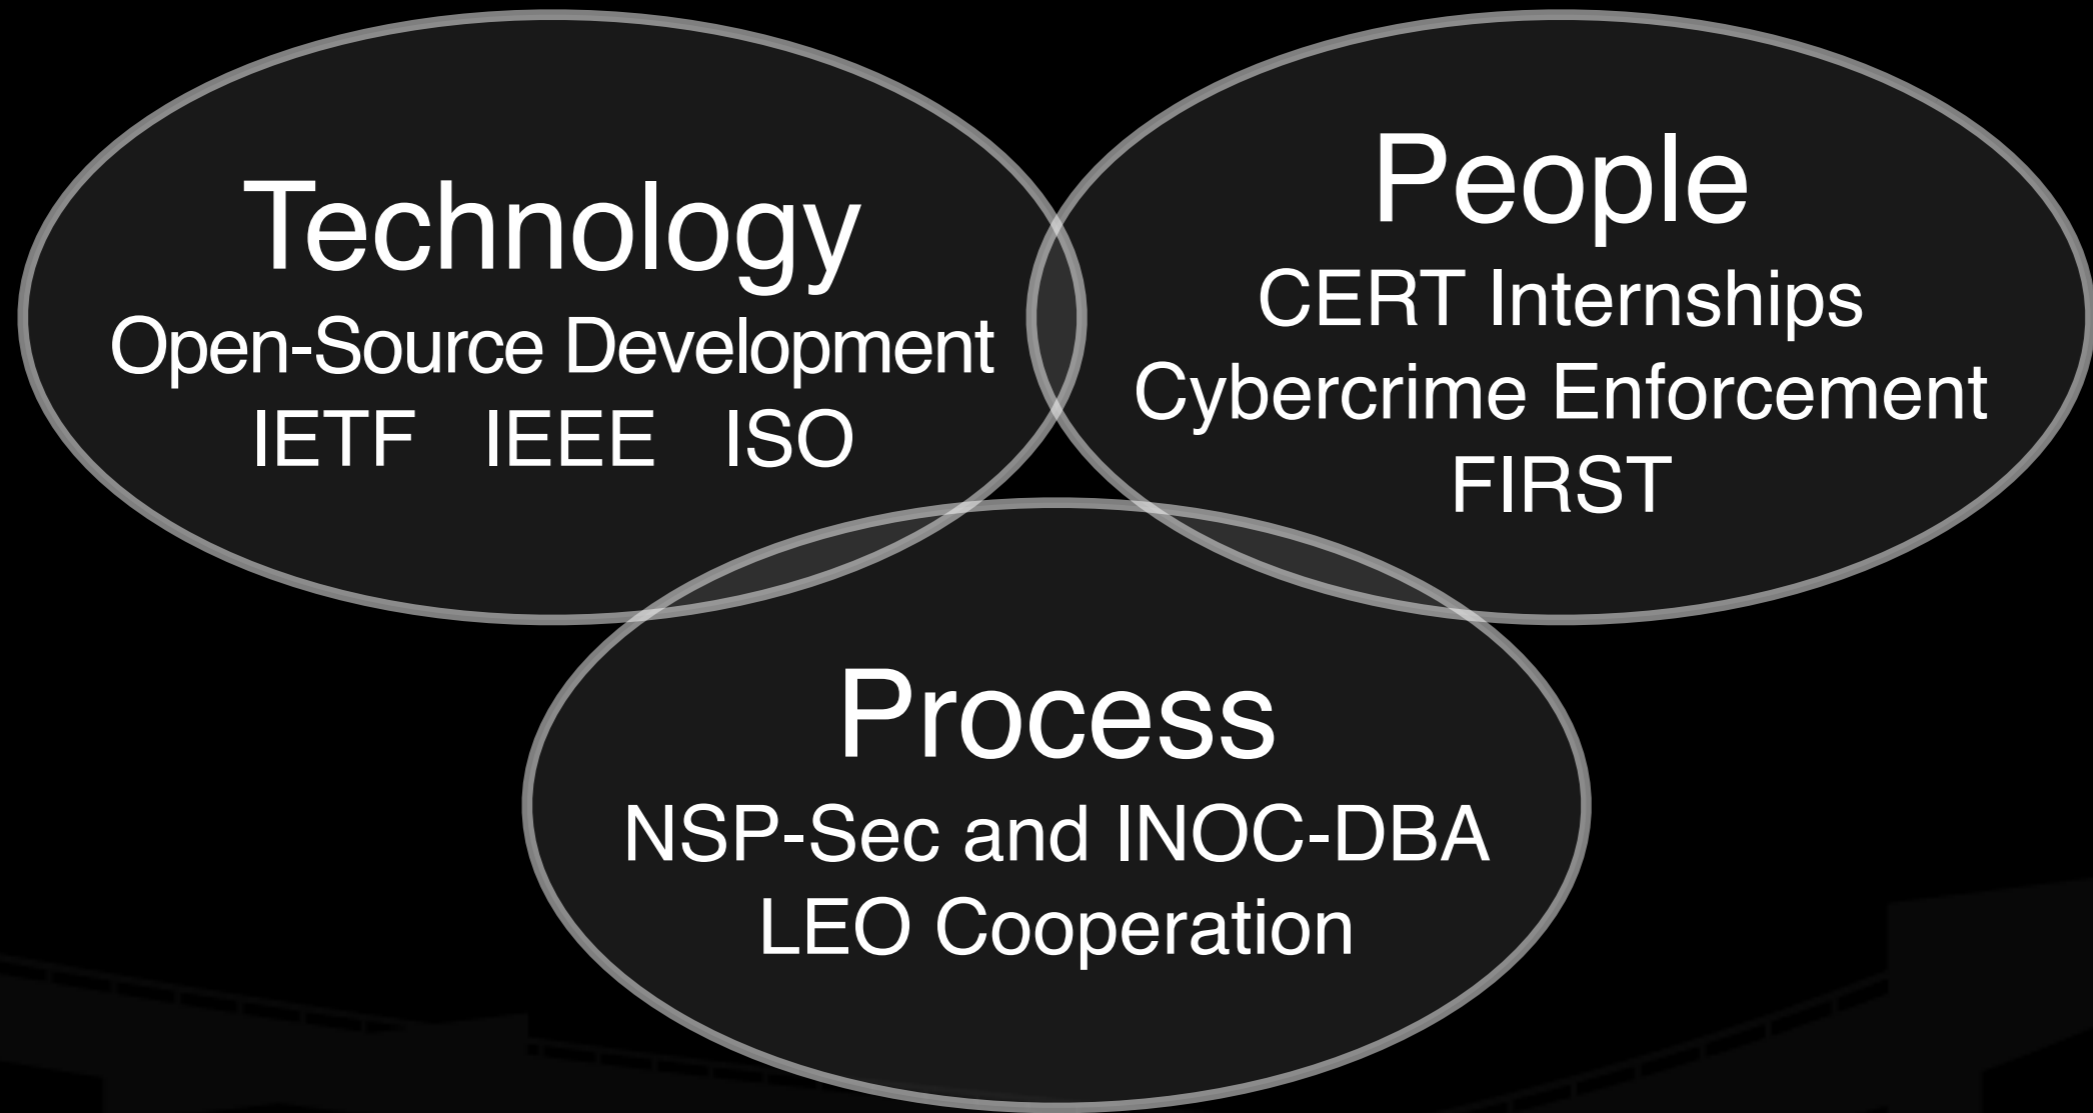 Technology
Open-Source Development
IETF IEEE ISO
People
CERT Internships
Cybercrime Enforcement
FIRST
Process
NSP-Sec and INOC-DBA
LEO Cooperation